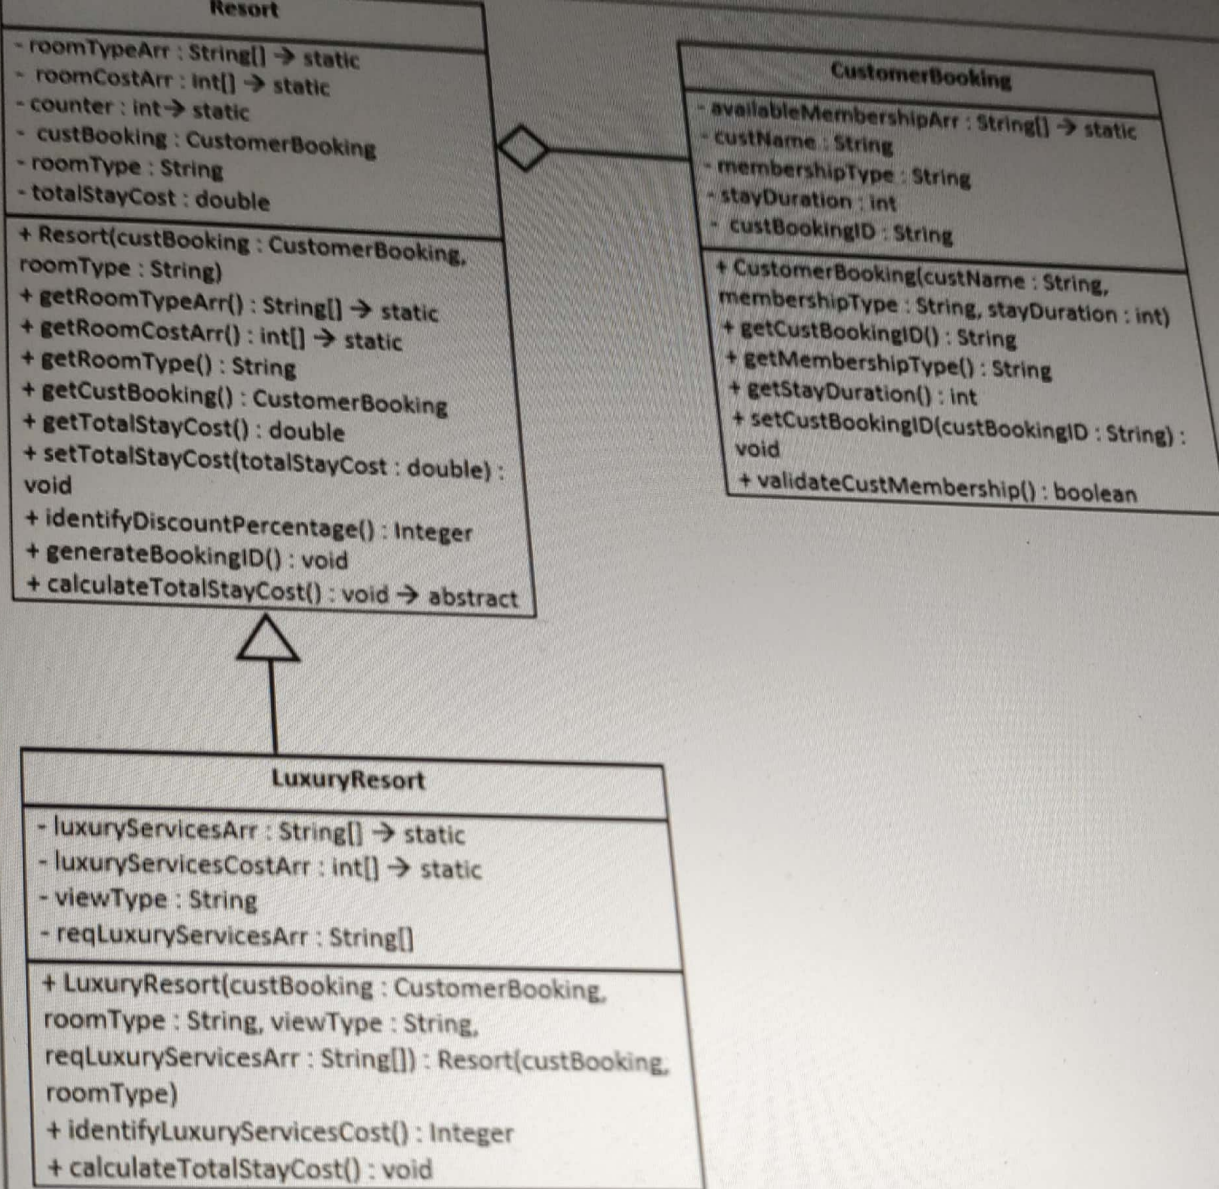 Resort
- roomTypeArr : String[] → static
- roomCostArr : int[] → static
- counter : int → static
- custBooking : CustomerBooking
- roomType : String
- totalStayCost : double
+ Resort(custBooking : CustomerBooking,
roomType : String)
+ getRoomTypeArr() : String[] → static
+ getRoomCostArr() : int[] → static
+ getRoomType() : String
+ getCustBooking() : CustomerBooking
+ getTotalStayCost() : double
+ setTotalStayCost(totalStayCost : double) :
void
+ identifyDiscountPercentage() : Integer
+ generateBookingID() : void
+ calculateTotalStayCost() : void → abstract
CustomerBooking
- availableMembershipArr : String[] → static
- custName : String
- membershipType : String
- stayDuration : int
- custBookingID : String
+ CustomerBooking(custName : String,
membershipType : String, stayDuration : int)
+ getCustBookingID() : String
+ getMembershipType() : String
+ getStayDuration() : int
+ setCustBookingID(custBookingID : String) :
void
+ validateCustMembership() : boolean
LuxuryResort
- luxuryServicesArr : String[] → static
- luxuryServicesCostArr : int[] → static
- viewType : String
- reqLuxuryServicesArr : String[]
+ LuxuryResort(custBooking : CustomerBooking,
roomType : String, viewType : String,
reqLuxuryServicesArr : String[]) : Resort(custBooking,
roomType)
+ identifyLuxuryServicesCost() : Integer
+ calculateTotalStayCost() : void